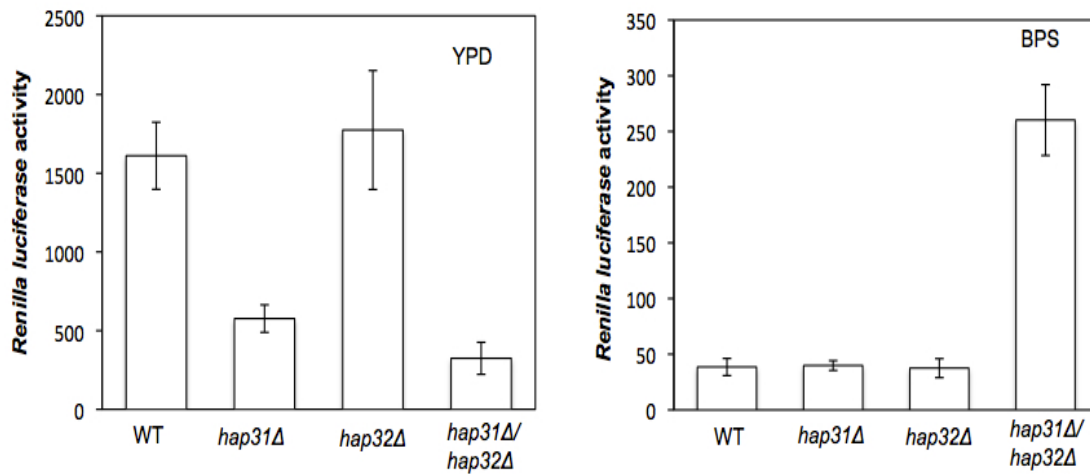 Renilla luciferase activity
2500
2000
1500
1000
500
0
YPD
WT
hap31Δ
hap32Δ
hap31Δ/
hap32Δ
Renilla luciferase activity
350
300
250
200
150
100
50
0
BPS
WT
hap31Δ
hap32Δ
hap31Δ/
hap32Δ